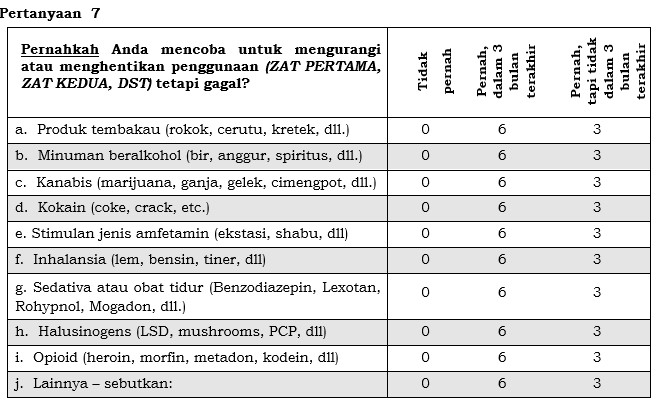 Pertanyaan 7
Pernahkah Anda mencoba untuk mengurangi
atau menghentikan penggunaan (ZAT PERTAMA,
ZAT KEDUA, DST) tetapi gagal?
Tidak
pernah
Pernah,
dalam 3
bulan
terakhir
Pernah,
tapi tidak
dalam 3
bulan
terakhir
a. Produk tembakau (rokok, cerutu, kretek, dll.) 0 6 3
b. Minuman beralkohol (bir, anggur, spiritus, dll.) 0 6 3
c. Kanabis (marijuana, ganja, gelek, cimengpot, dll.) 0 6 3
d. Kokain (coke, crack, etc.) 0 6 3
e. Stimulan jenis amfetamin (ekstasi, shabu, dll) 0 6 3
f. Inhalansia (lem, bensin, tiner, dll) 0 6 3
g. Sedativa atau obat tidur (Benzodiazepin, Lexotan,
Rohypnol, Mogadon, dll.) 0 6 3
h. Halusinogens (LSD, mushrooms, PCP, dll) 0 6 3
i. Opioid (heroin, morfin, metadon, kodein, dll) 0 6 3
j. Lainnya – sebutkan: 0 6 3